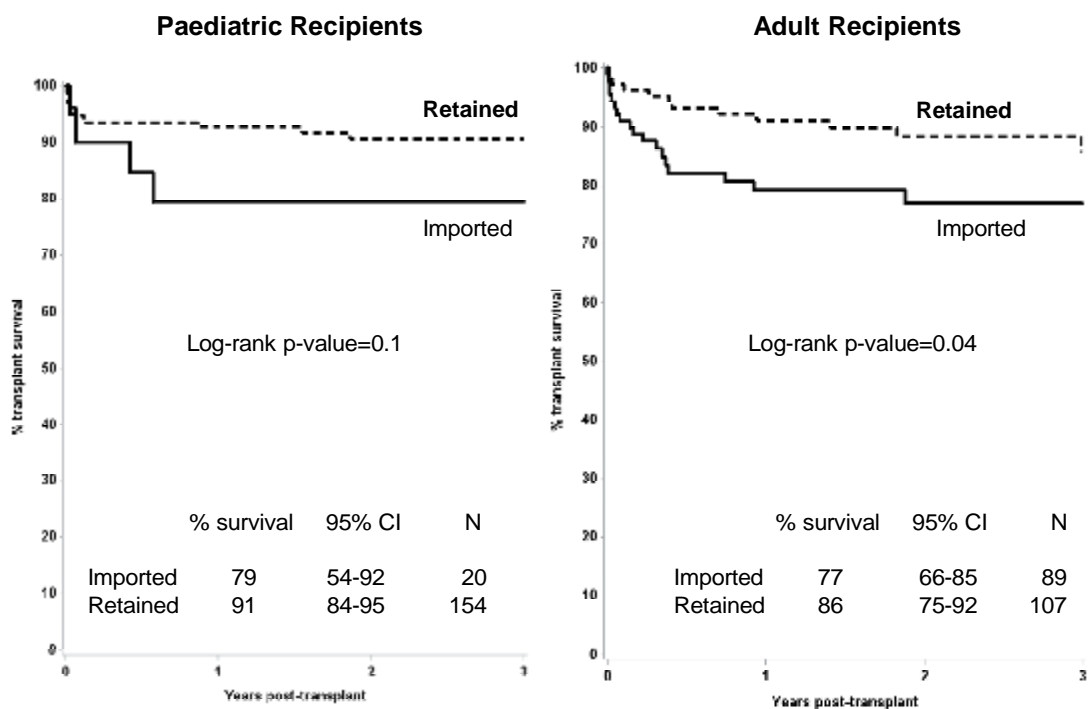 Paediatric Recipients
100
90
80
70
60
50
40
30
20
10
0
% transplant survival
Retained
Imported
Log-rank p-value=0.1
% survival 95% CI N
Imported 79 54-92 20
Retained 91 84-95 154
0 1 2 3
Years post-transplant
Adult Recipients
100
90
80
70
60
50
40
30
20
10
0
% transplant survival
Retained
Imported
Log-rank p-value=0.04
% survival 95% CI N
Imported 77 66-85 89
Retained 86 75-92 107
0 1 2 3
Years post-transplant